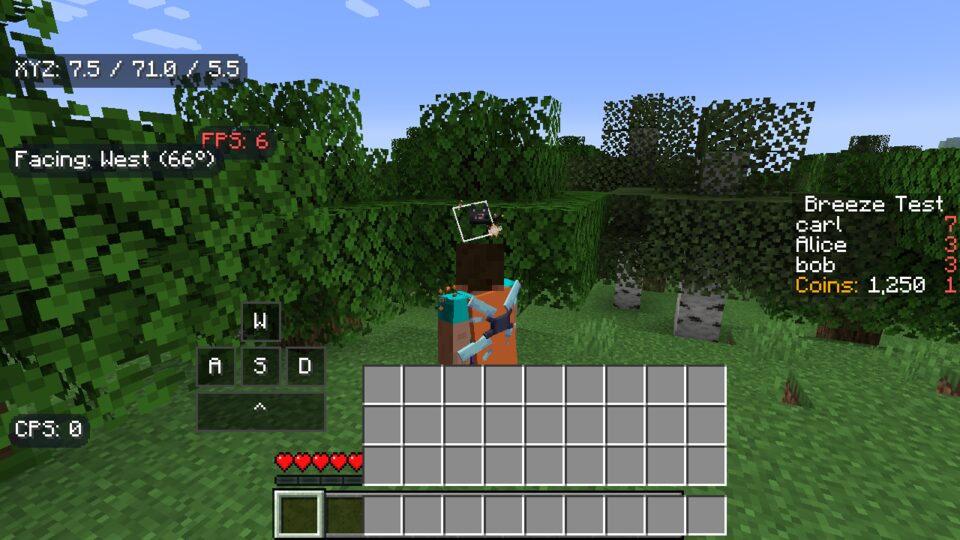 XYZ: 7.5 / 71.0 / 5.5
FPS: 6
Facing: West (66°)
Breeze Test
carl 7
Alice 3
bob 3
Coins: 1,250 1
W
A S D
^
CPS: 0